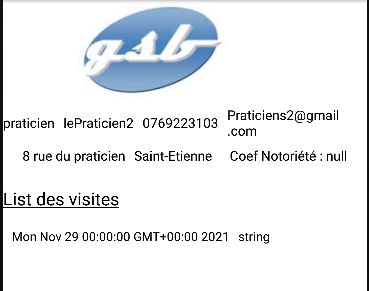 gsb
praticien lePraticien2 0769223103 Praticiens2@gmail
.com
8 rue du praticien Saint-Etienne Coef Notoriété : null
List des visites
Mon Nov 29 00:00:00 GMT+00:00 2021 string